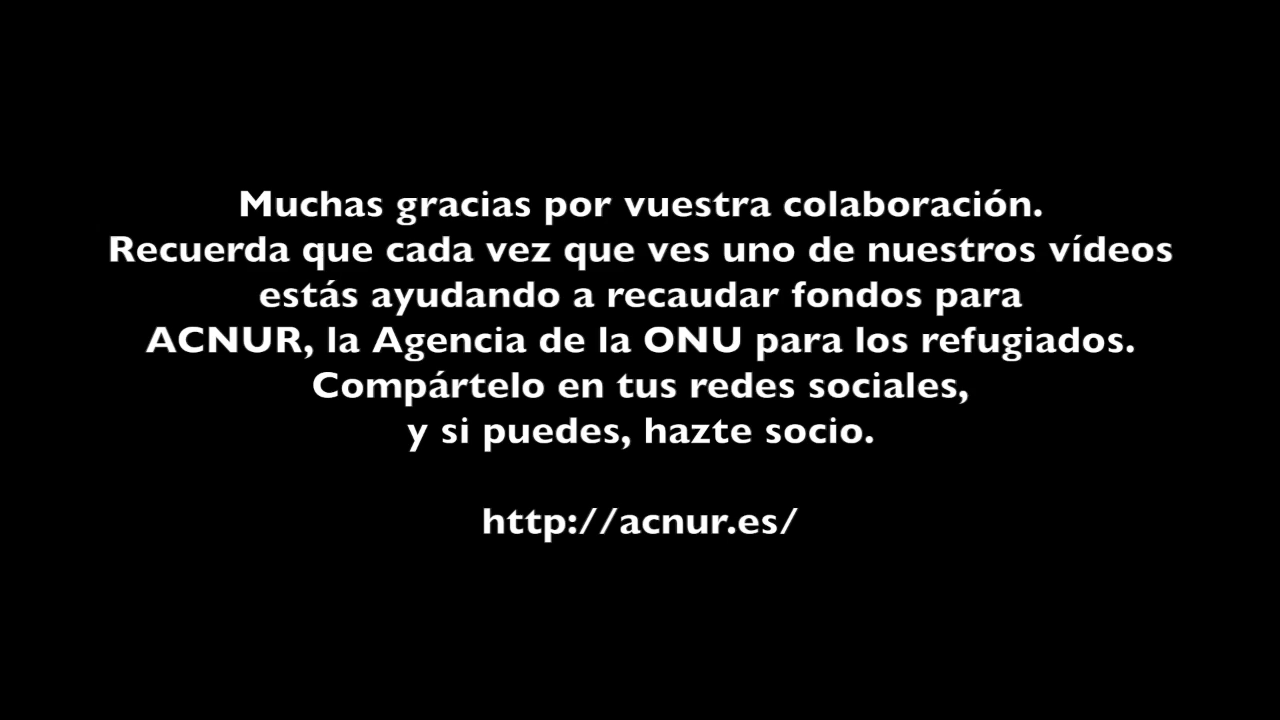 Muchas gracias por vuestra colaboración.
Recuerda que cada vez que ves uno de nuestros vídeos
estás ayudando a recaudar fondos para
ACNUR, la Agencia de la ONU para los refugiados.
Compártelo en tus redes sociales,
y si puedes, hazte socio.
http://acnur.es/